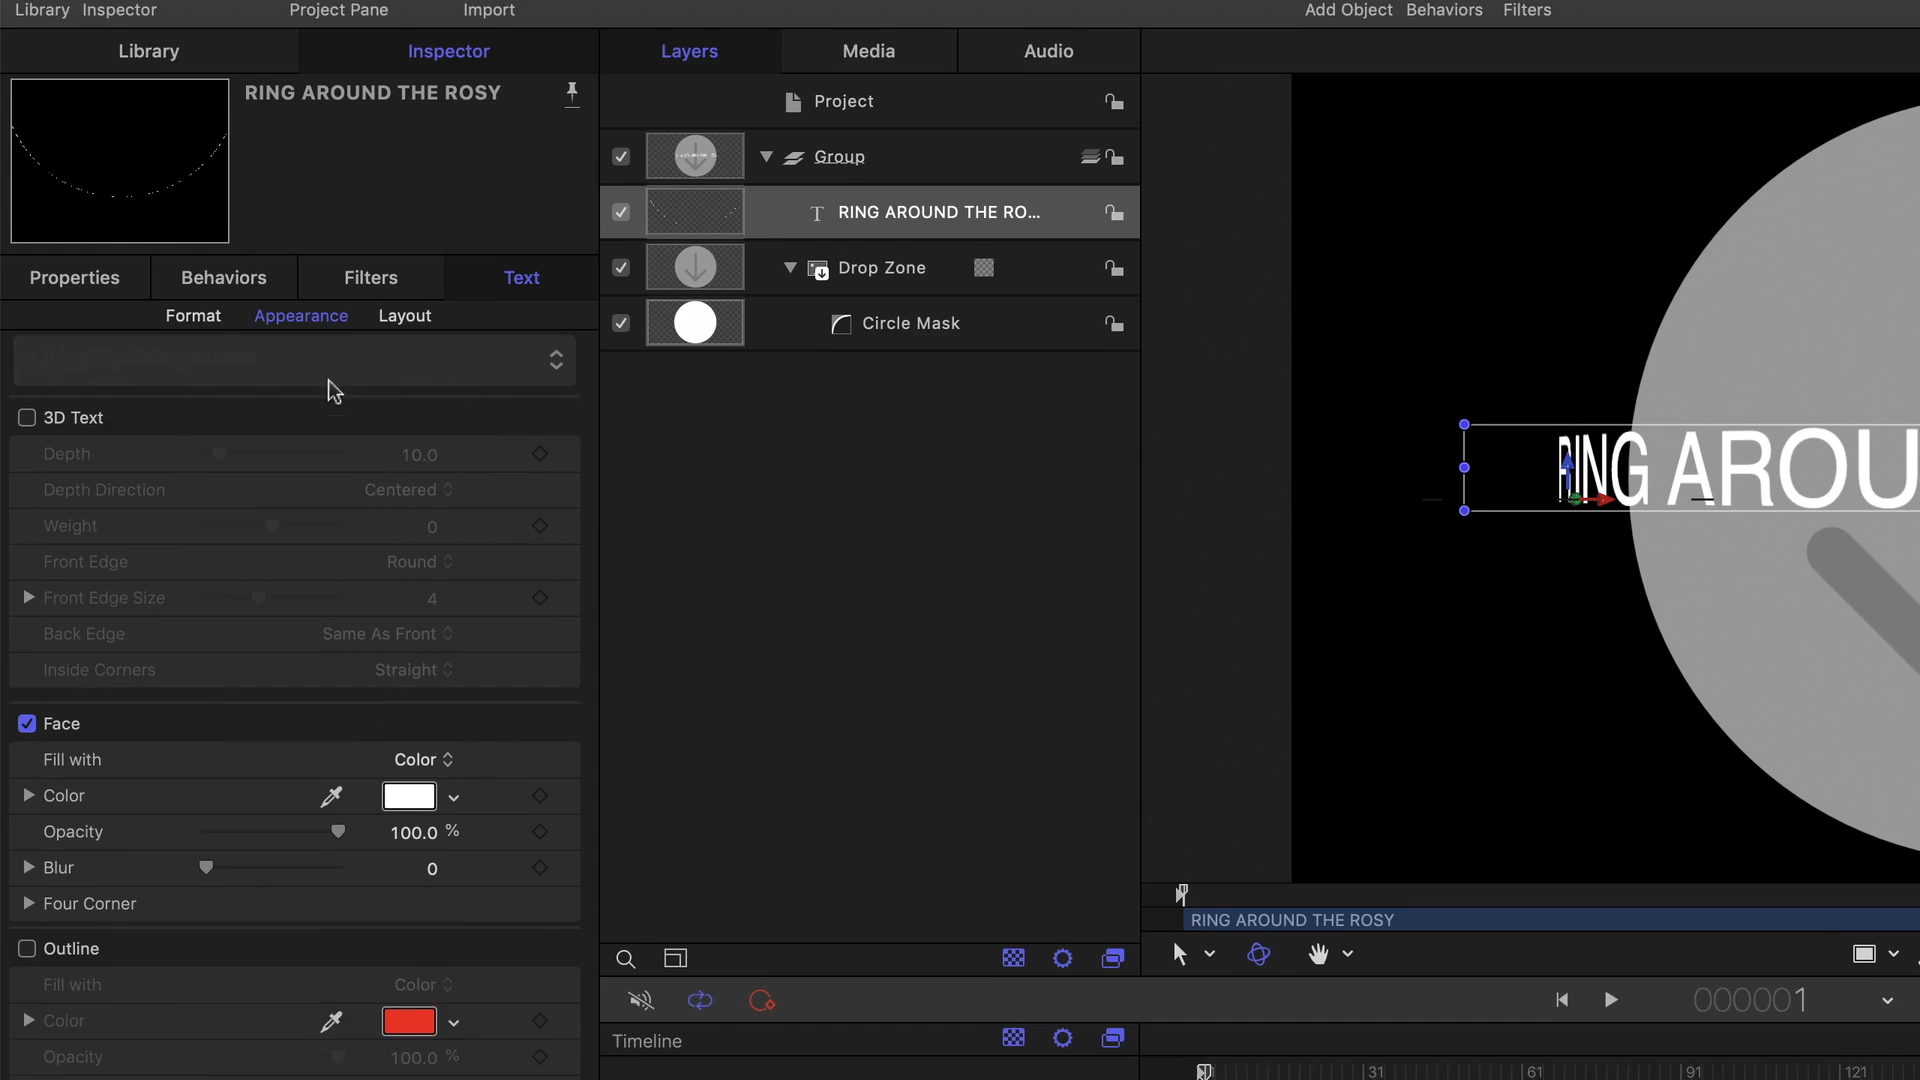 Library Inspector Project Pane Import Add Object Behaviors Filters
Library Inspector Layers Media Audio
RING AROUND THE ROSY
Project
Group
RING AROUND THE RO...
Drop Zone
Circle Mask
Properties Behaviors Filters Text
Format Appearance Layout
3D Text
Depth 10.0
Depth Direction Centered
Weight 0
Front Edge Round
Front Edge Size 4
Back Edge Same As Front
Inside Corners Straight
Face
Fill with Color
Color
Opacity 100.0 %
Blur 0
Four Corner
Outline
Fill with Color
Color
Opacity 100.0 %
RING AROU
RING AROUND THE ROSY
0000001
Timeline
31 61 91 121